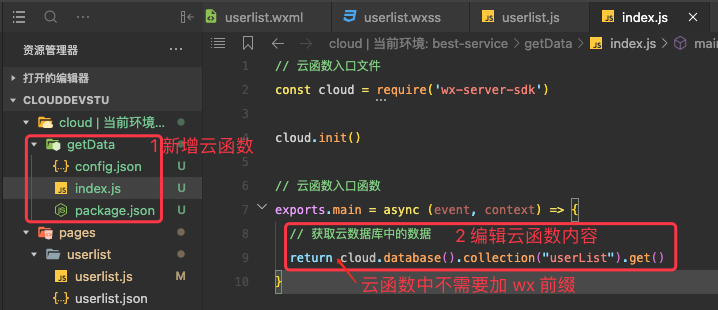 userlist.wxml
userlist.wxss
userlist.js
index.js
资源管理器
cloud | 当前环境: best-service > getData > index.js > mai
打开的编辑器
CLOUDDEVSTU
cloud | 当前环境...
getData
config.json U
index.js U
package.json U
pages
userlist
userlist.js M
userlist.json
1 新增云函数
1 // 云函数入口文件
2 const cloud = require('wx-server-sdk')
3
4 cloud.init()
5
6 // 云函数入口函数
7 exports.main = async (event, context) => {
8 // 获取云数据库中的数据
2 编辑云函数内容
9 return cloud.database().collection("userList").get()
10 }
云函数中不需要加 wx 前缀